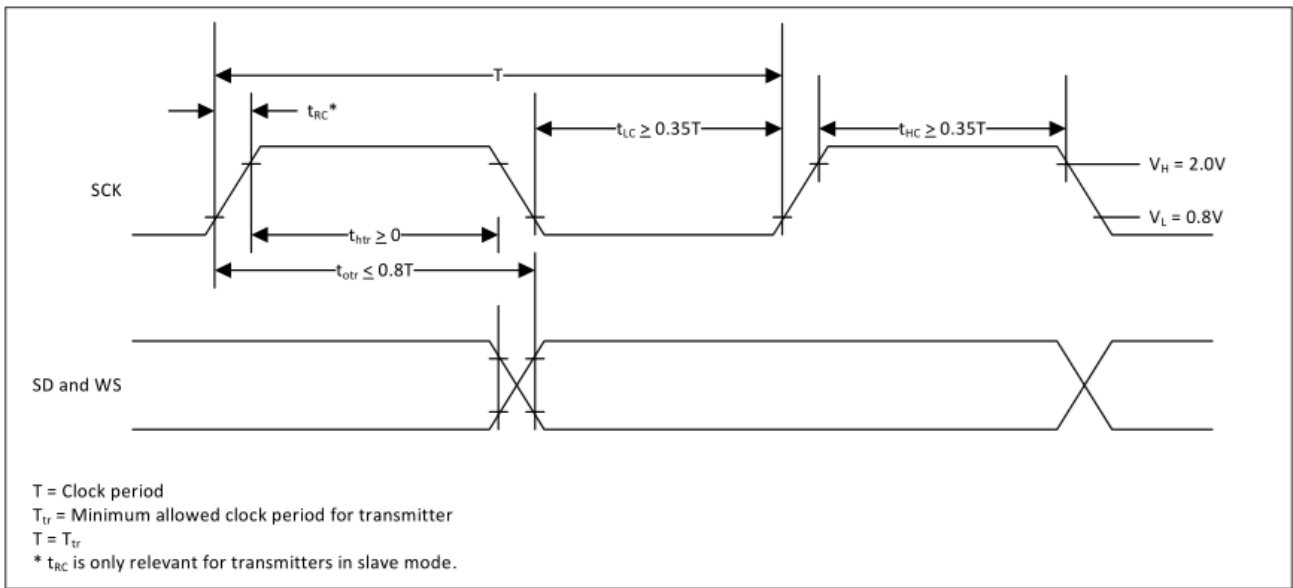 T
tRC*
tLC ≥ 0.35T
tHC ≥ 0.35T
SCK
VH = 2.0V
VL = 0.8V
thtr ≥ 0
totr ≤ 0.8T
SD and WS
T = Clock period
Ttr = Minimum allowed clock period for transmitter
T = Ttr
* tRC is only relevant for transmitters in slave mode.